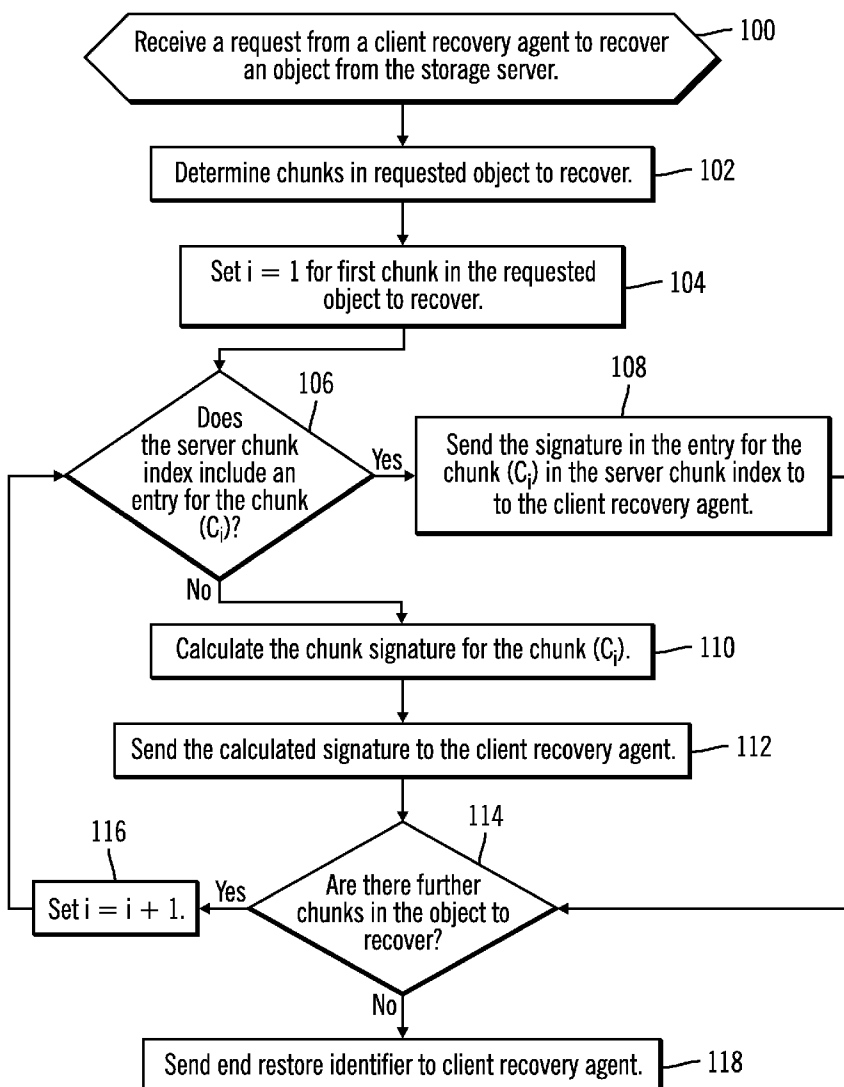 Receive a request from a client recovery agent to recover
an object from the storage server.
100
Determine chunks in requested object to recover.
102
Set i = 1 for first chunk in the requested
object to recover.
104
106
Does
the server chunk
index include an
entry for the chunk
(Ci)?
Yes
108
Send the signature in the entry for the
chunk (Ci) in the server chunk index to
to the client recovery agent.
No
Calculate the chunk signature for the chunk (Ci).
110
Send the calculated signature to the client recovery agent.
112
114
Are there further
chunks in the object to
recover?
Yes
116
Set i = i + 1.
No
Send end restore identifier to client recovery agent.
118